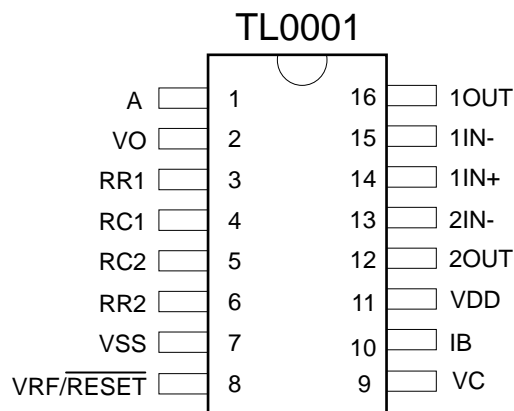 TL0001
A 1 16 1OUT
VO 2 15 1IN-
RR1 3 14 1IN+
RC1 4 13 2IN-
RC2 5 12 2OUT
RR2 6 11 VDD
VSS 7 10 IB
VRF/RESET 8 9 VC